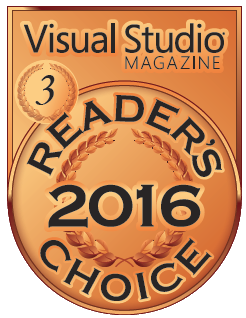 Visual Studio
MAGAZINE
3
READER'S
2016
CHOICE